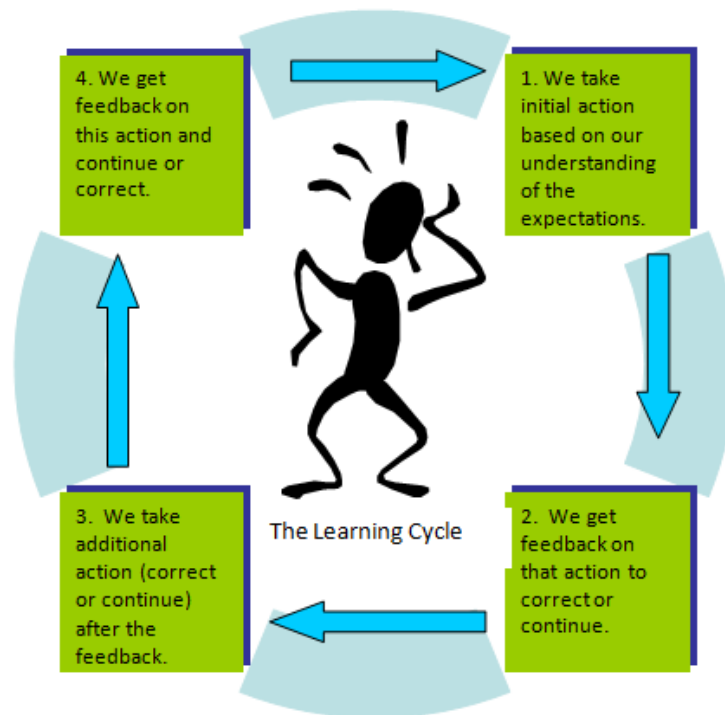 4. We get
feedback on
this action and
continue or
correct.
1. We take
initial action
based on our
understanding
of the
expectations.
The Learning Cycle
3.  We take
additional
action (correct
or continue)
after the
feedback.
2.  We get
feedback on
that action to
correct or
continue.